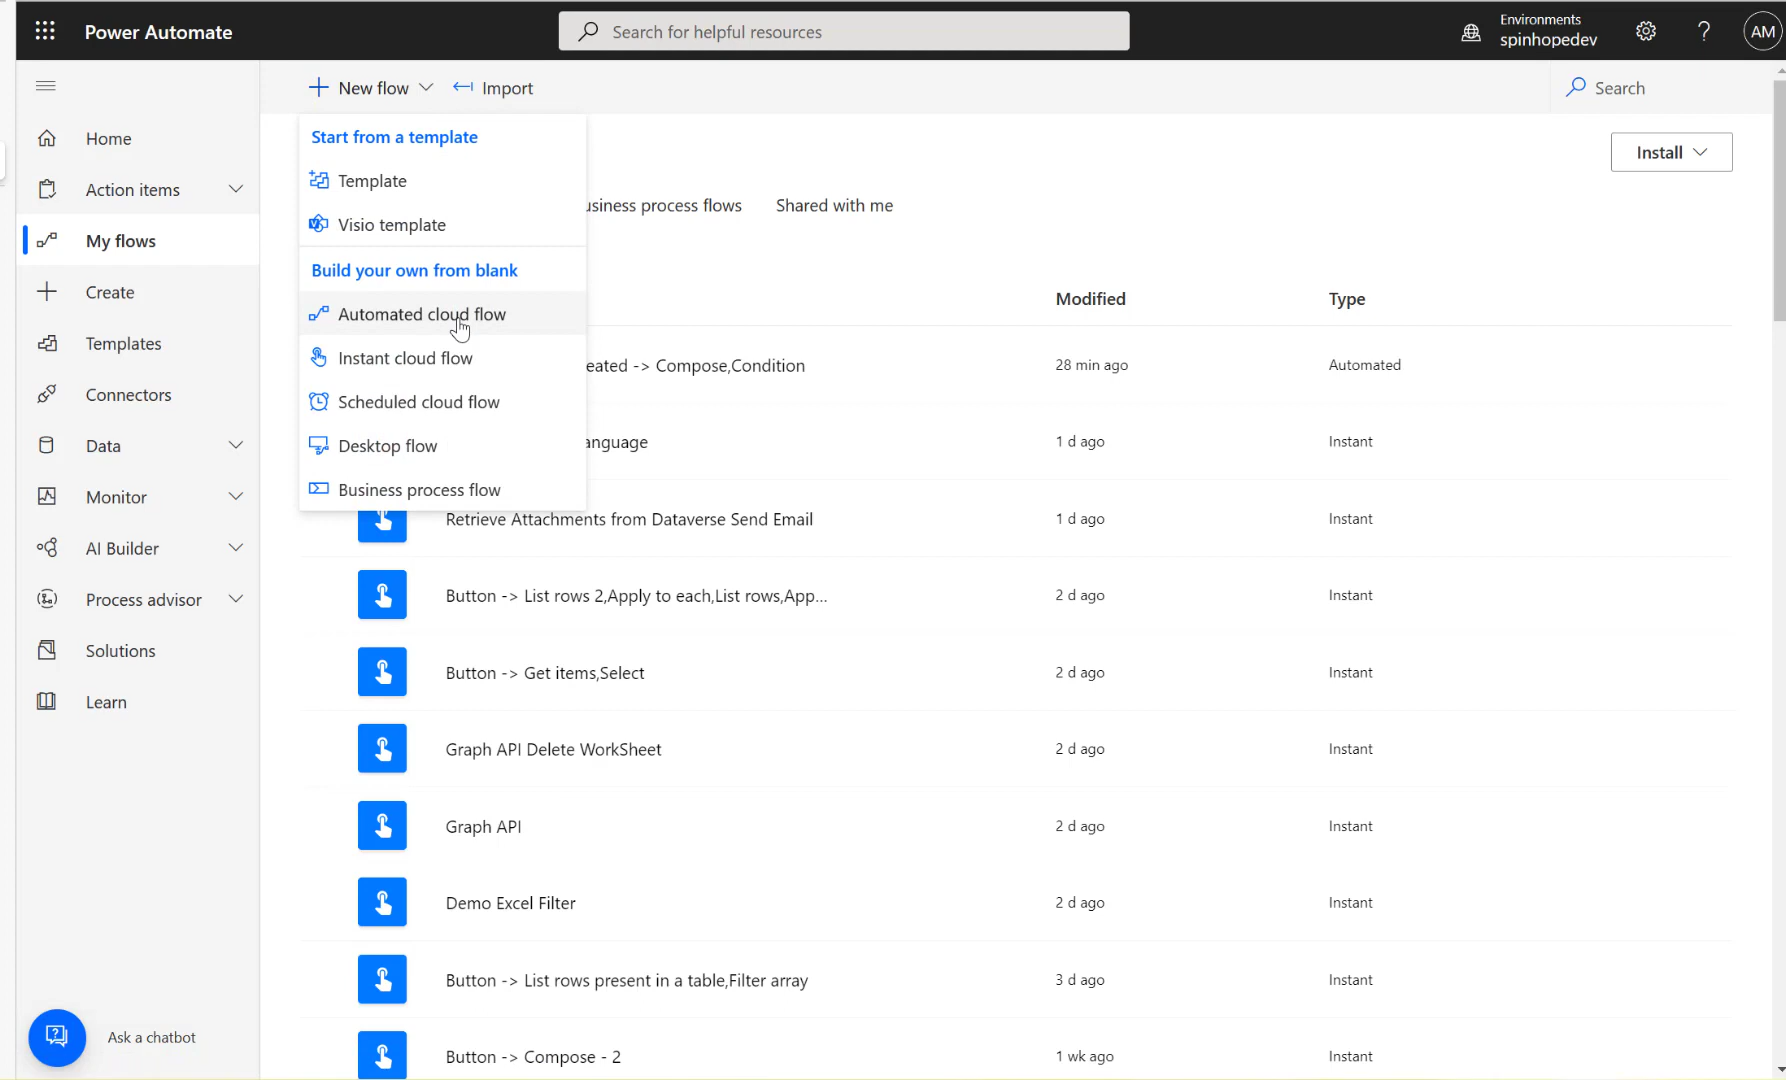 Power Automate
Search for helpful resources
Environments
spinhopedev
AM
New flow
Import
Search
Home
Action items
My flows
Create
Templates
Connectors
Data
Monitor
AI Builder
Process advisor
Solutions
Learn
Ask a chatbot
Start from a template
Template
Visio template
Build your own from blank
Automated cloud flow
Instant cloud flow
Scheduled cloud flow
Desktop flow
Business process flow
Install
usiness process flows
Shared with me
Modified
Type
eated -> Compose,Condition
28 min ago
Automated
anguage
1 d ago
Instant
Retrieve Attachments from Dataverse Send Email
1 d ago
Instant
Button -> List rows 2,Apply to each,List rows,App...
2 d ago
Instant
Button -> Get items,Select
2 d ago
Instant
Graph API Delete WorkSheet
2 d ago
Instant
Graph API
2 d ago
Instant
Demo Excel Filter
2 d ago
Instant
Button -> List rows present in a table,Filter array
3 d ago
Instant
Button -> Compose - 2
1 wk ago
Instant